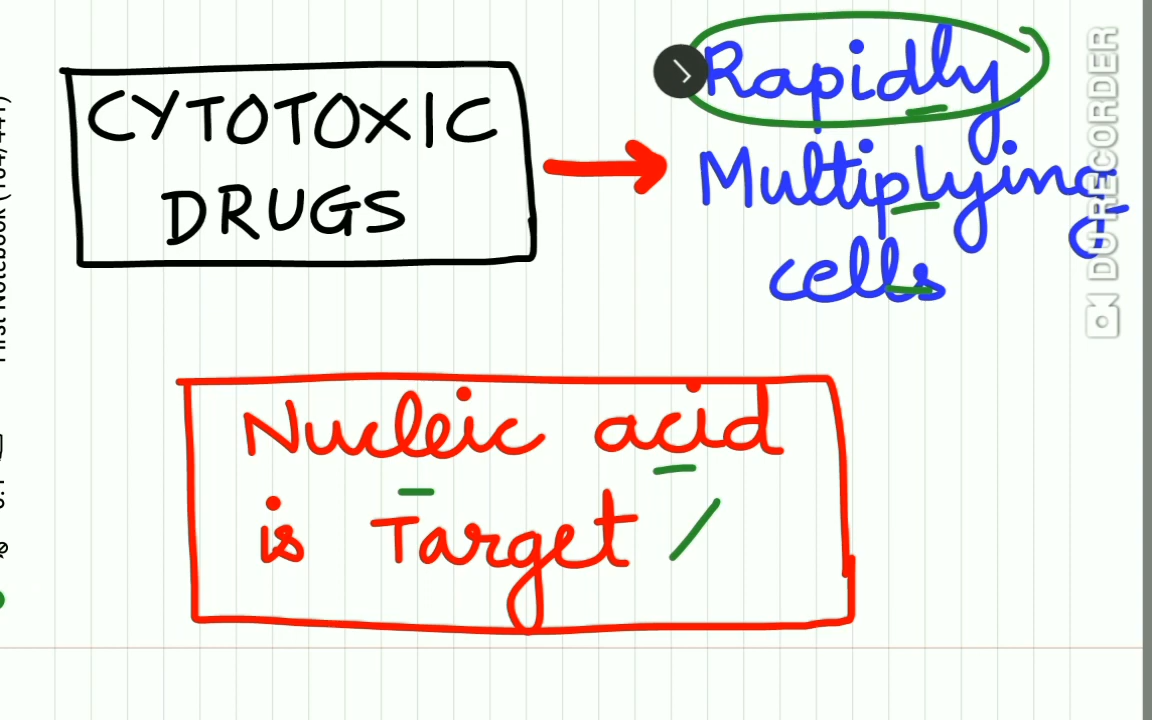 CYTOTOXIC
DRUGS
Rapidly
Multiplying
cells
Nucleic acid
is Target
DU RECORDER